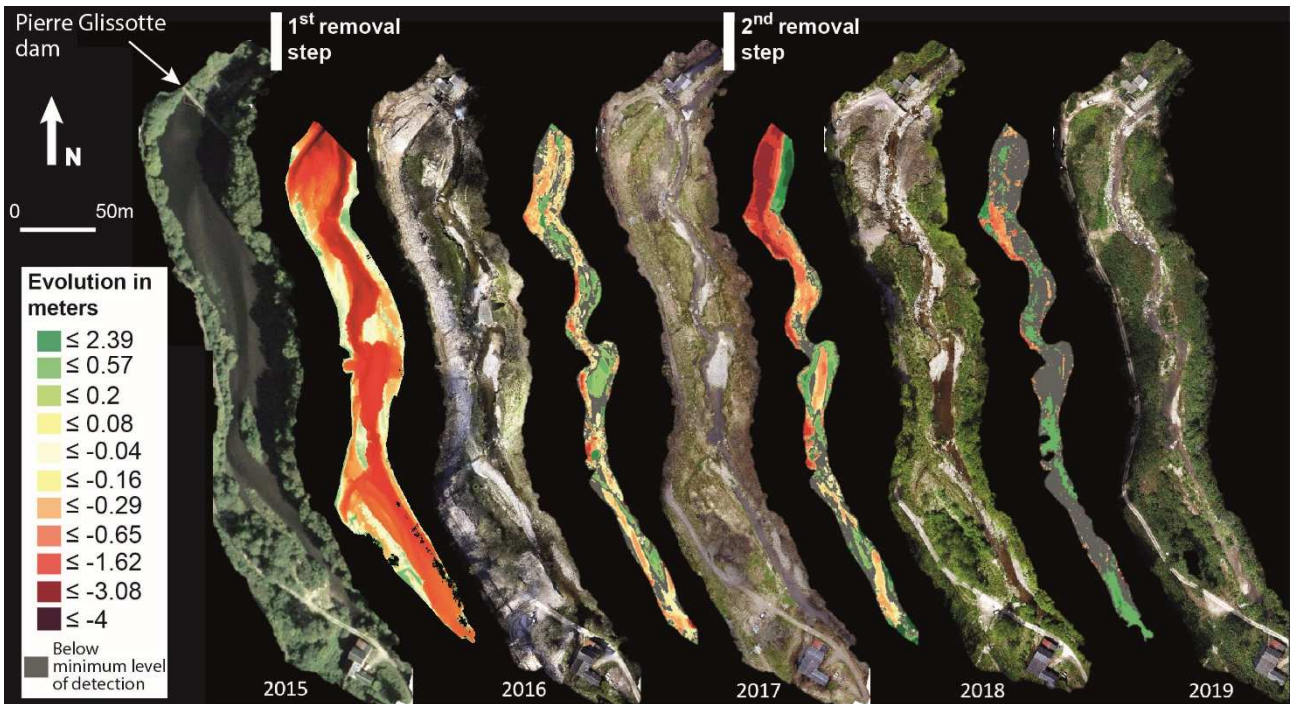 Pierre Glissotte
dam
1st removal
step
2nd removal
step
N
0 50m
Evolution in
meters
≤ 2.39
≤ 0.57
≤ 0.2
≤ 0.08
≤ -0.04
≤ -0.16
≤ -0.29
≤ -0.65
≤ -1.62
≤ -3.08
≤ -4
Below
minimum level
of detection
2015
2016
2017
2018
2019